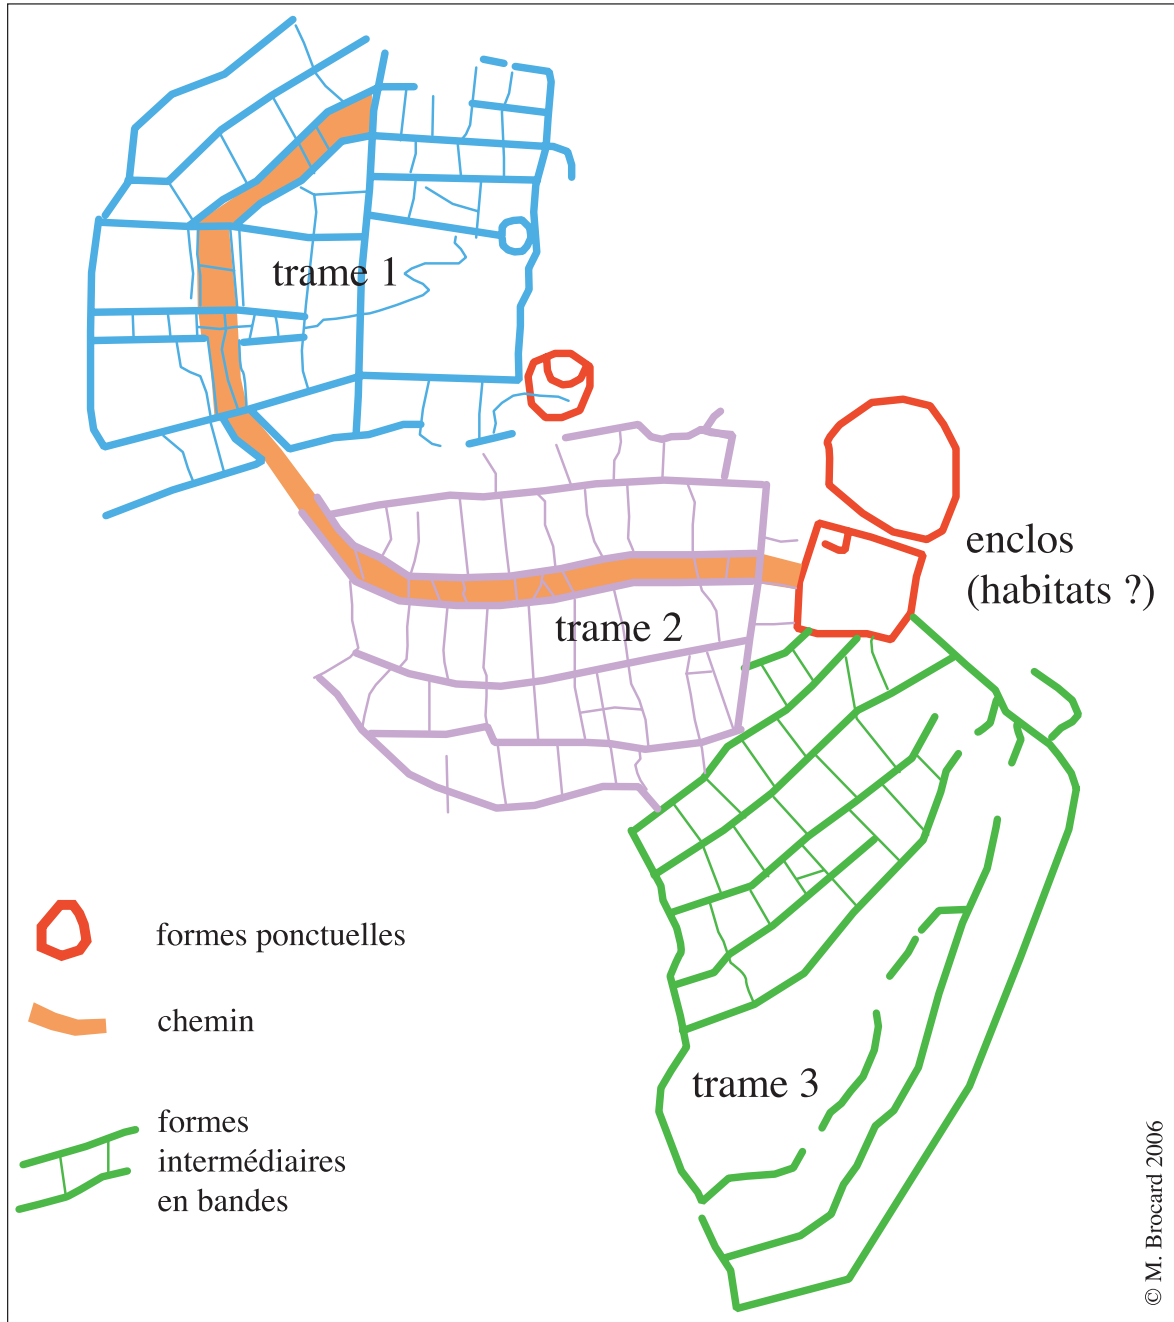 trame 1
enclos
(habitats ?)
trame 2
formes ponctuelles
chemin
trame 3
formes
intermédiaires
en bandes
© M. Brocard 2006